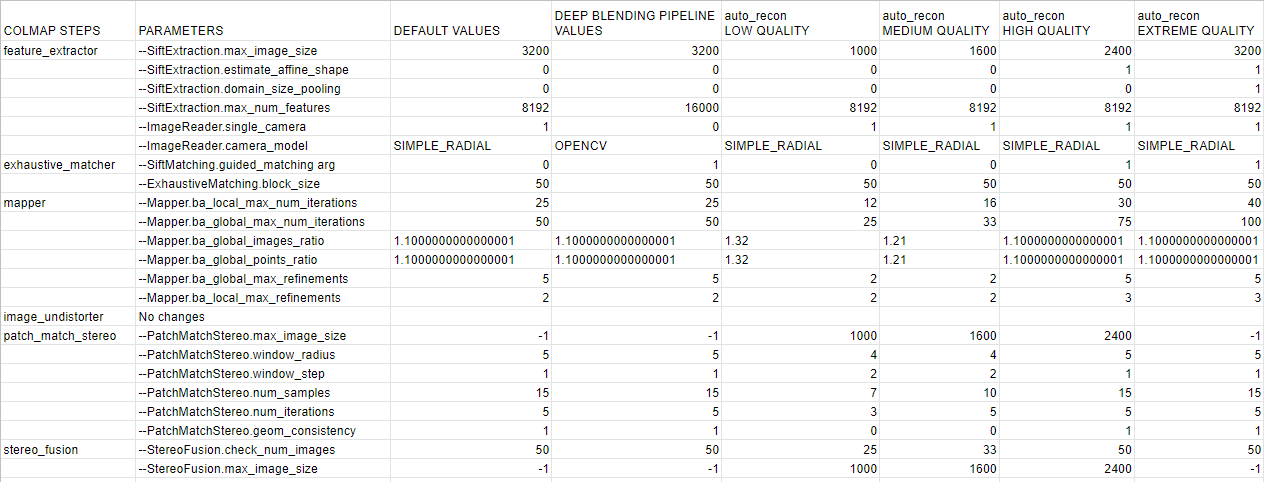 COLMAP STEPS PARAMETERS DEFAULT VALUES DEEP BLENDING PIPELINE VALUES auto_recon LOW QUALITY auto_recon MEDIUM QUALITY auto_recon HIGH QUALITY auto_recon EXTREME QUALITY
feature_extractor --SiftExtraction.max_image_size 3200 3200 1000 1600 2400 3200
--SiftExtraction.estimate_affine_shape 0 0 0 0 1 1
--SiftExtraction.domain_size_pooling 0 0 0 0 0 1
--SiftExtraction.max_num_features 8192 16000 8192 8192 8192 8192
--ImageReader.single_camera 1 0 1 1 1 1
--ImageReader.camera_model SIMPLE_RADIAL OPENCV SIMPLE_RADIAL SIMPLE_RADIAL SIMPLE_RADIAL SIMPLE_RADIAL
exhaustive_matcher --SiftMatching.guided_matching arg 0 1 0 0 1 1
--ExhaustiveMatching.block_size 50 50 50 50 50 50
mapper --Mapper.ba_local_max_num_iterations 25 25 12 16 30 40
--Mapper.ba_global_max_num_iterations 50 50 25 33 75 100
--Mapper.ba_global_images_ratio 1.1000000000000001 1.1000000000000001 1.32 1.21 1.1000000000000001 1.1000000000000001
--Mapper.ba_global_points_ratio 1.1000000000000001 1.1000000000000001 1.32 1.21 1.1000000000000001 1.1000000000000001
--Mapper.ba_global_max_refinements 5 5 2 2 5 5
--Mapper.ba_local_max_refinements 2 2 2 2 3 3
image_undistorter No changes
patch_match_stereo --PatchMatchStereo.max_image_size -1 -1 1000 1600 2400 -1
--PatchMatchStereo.window_radius 5 5 4 4 5 5
--PatchMatchStereo.window_step 1 1 2 2 1 1
--PatchMatchStereo.num_samples 15 15 7 10 15 15
--PatchMatchStereo.num_iterations 5 5 3 5 5 5
--PatchMatchStereo.geom_consistency 1 1 0 0 1 1
stereo_fusion --StereoFusion.check_num_images 50 50 25 33 50 50
--StereoFusion.max_image_size -1 -1 1000 1600 2400 -1